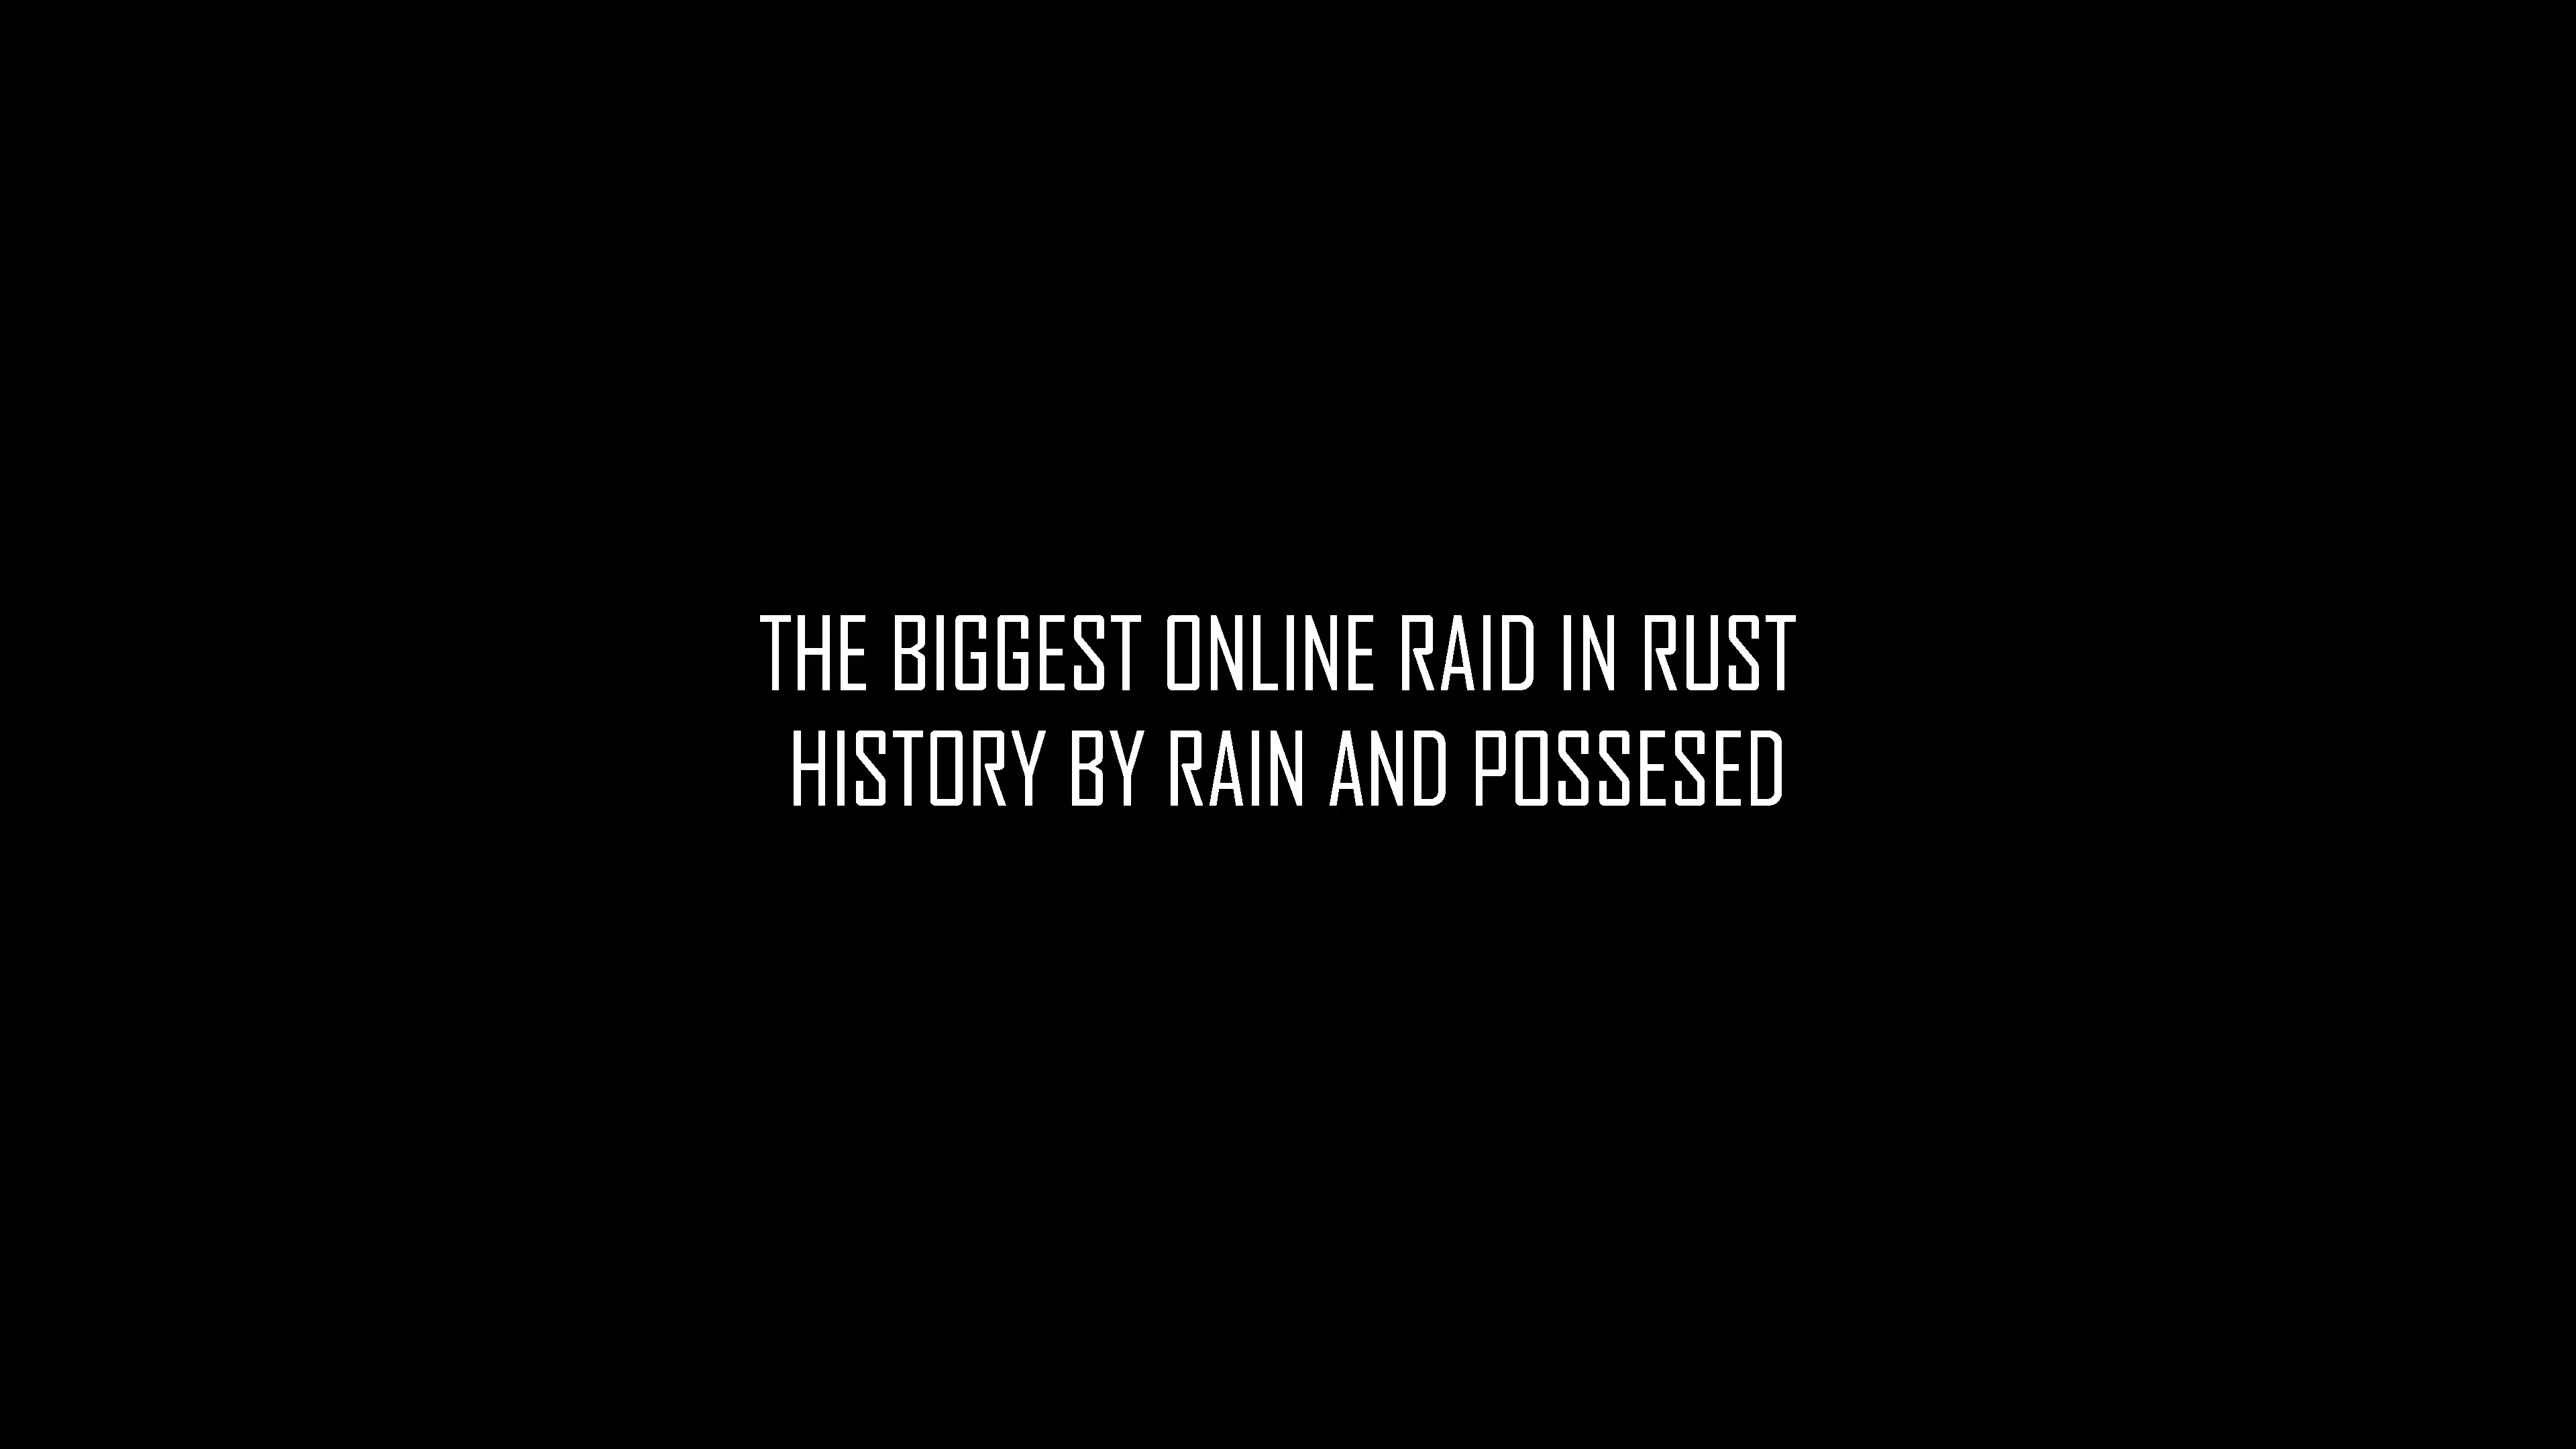 THE BIGGEST ONLINE RAID IN RUST
HISTORY BY RAIN AND POSSESED